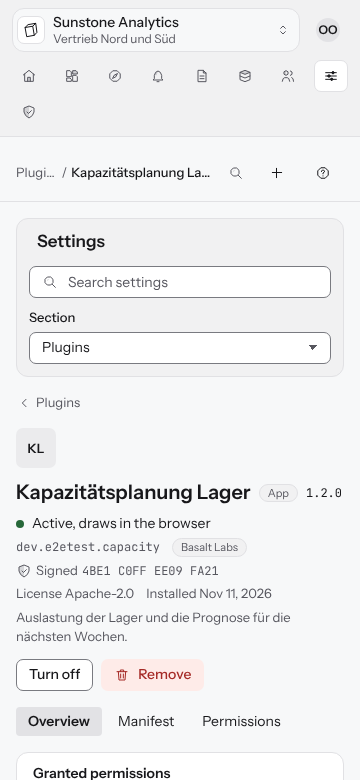 Sunstone Analytics
Vertrieb Nord und Süd
OO
Plugi... / Kapazitätsplanung La...
Settings
Search settings
Section
Plugins
Plugins
KL
Kapazitätsplanung Lager App 1.2.0
Active, draws in the browser
dev.e2etest.capacity Basalt Labs
Signed 4BE1 C0FF EE09 FA21
License Apache-2.0 Installed Nov 11, 2026
Auslastung der Lager und die Prognose für die
nächsten Wochen.
Turn off Remove
Overview Manifest Permissions
Granted permissions